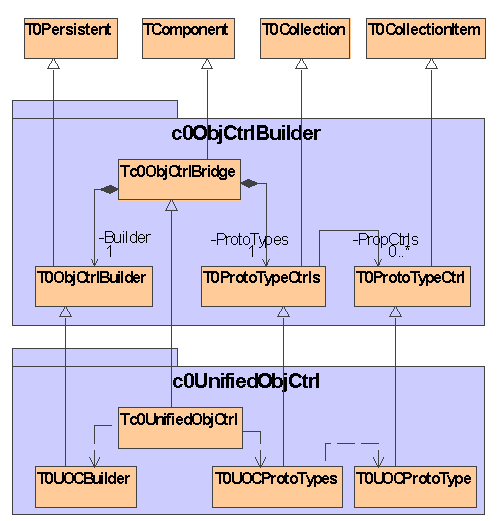 T0Persistent
TComponent
T0Collection
T0CollectionItem
c0ObjCtrlBuilder
Tc0ObjCtrlBridge
-Builder
1
-ProtoTypes
1
-PropCtrls
0..*
T0ObjCtrlBuilder
T0ProtoTypeCtrls
T0ProtoTypeCtrl
c0UnifiedObjCtrl
Tc0UnifiedObjCtrl
T0UOCBuilder
T0UOCProtoTypes
T0UOCProtoType